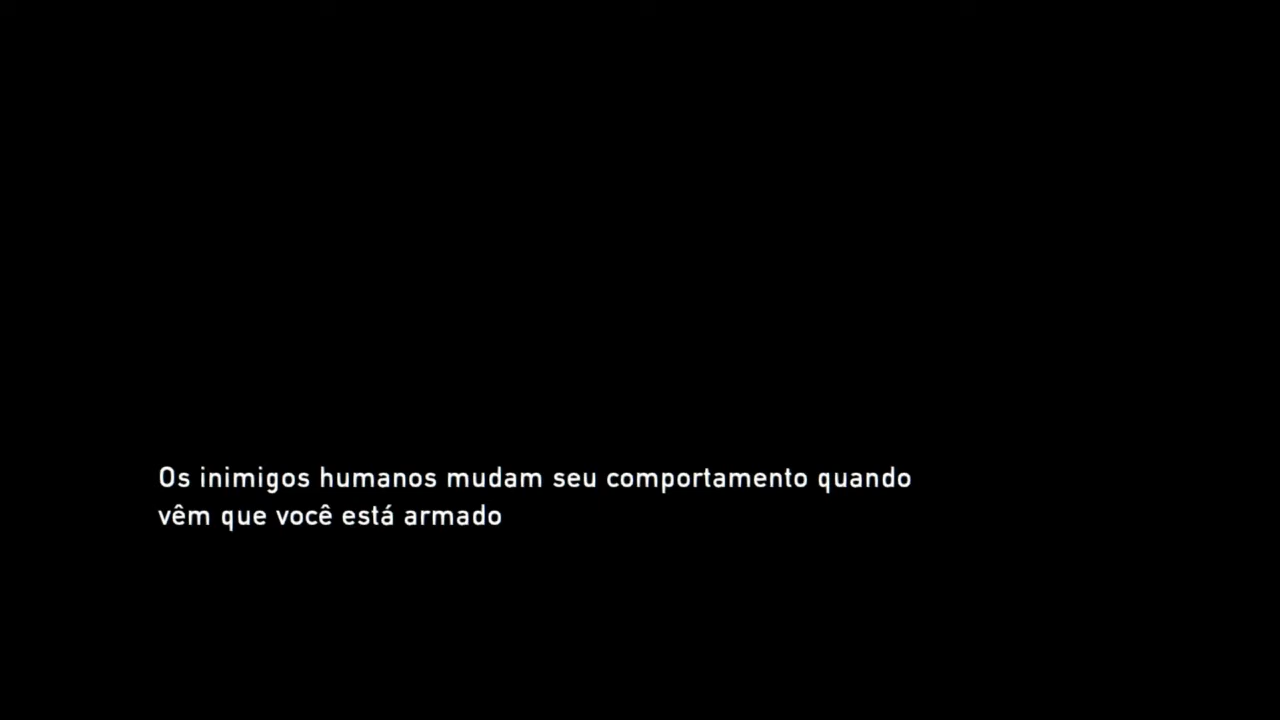 Os inimigos humanos mudam seu comportamento quando
vêm que você está armado